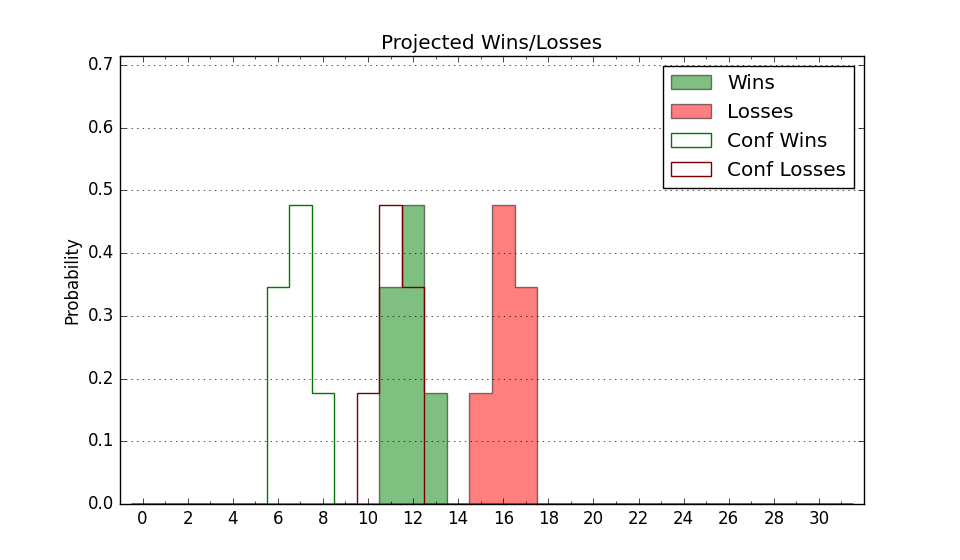 Projected Wins/Losses
Wins
Losses
Conf Wins
Conf Losses
Probability
0.7
0.6
0.5
0.4
0.3
0.2
0.1
0.0
0 2 4 6 8 10 12 14 16 18 20 22 24 26 28 30